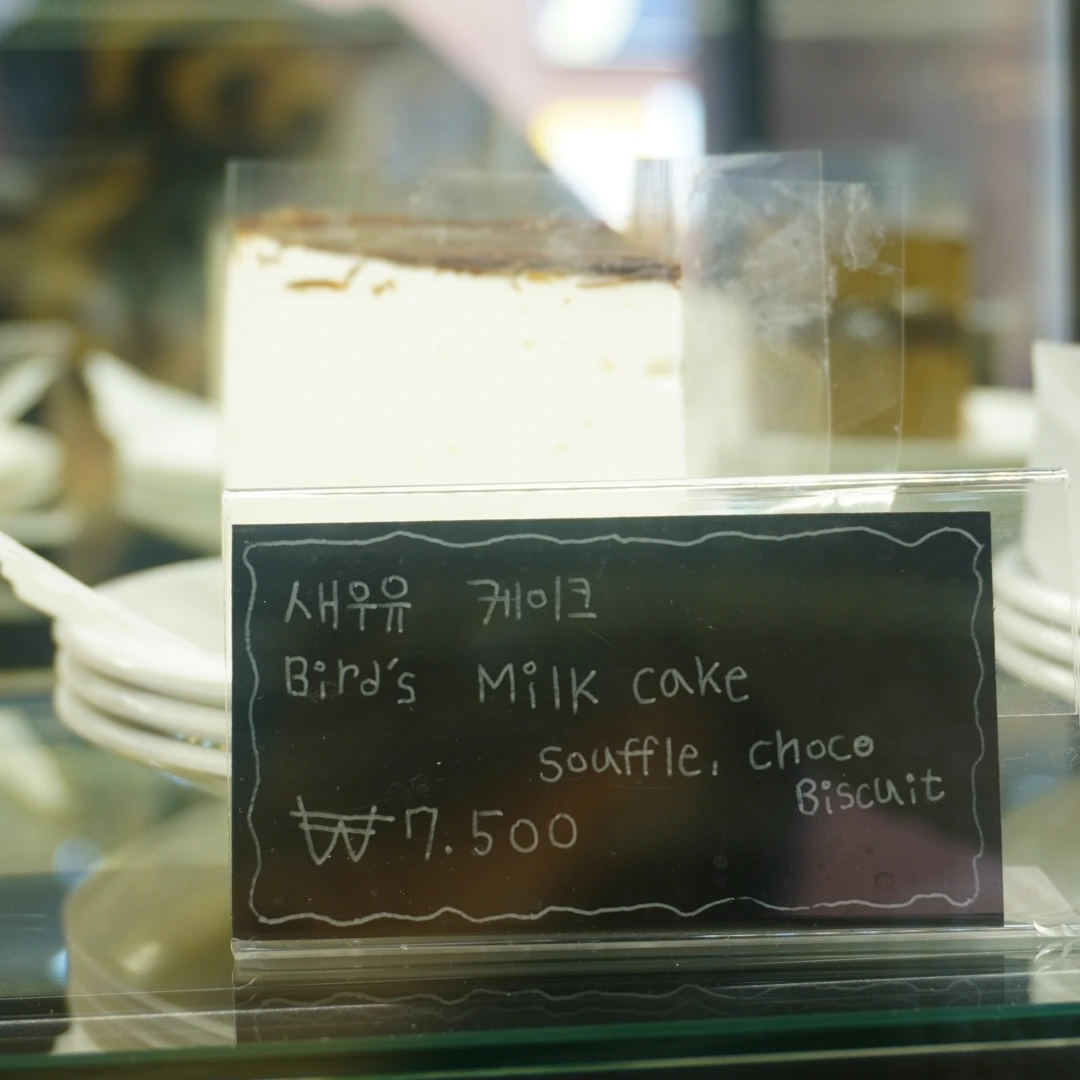 새우유 케이크
Bird's Milk cake
souffle, choco
Biscuit
₩7.500